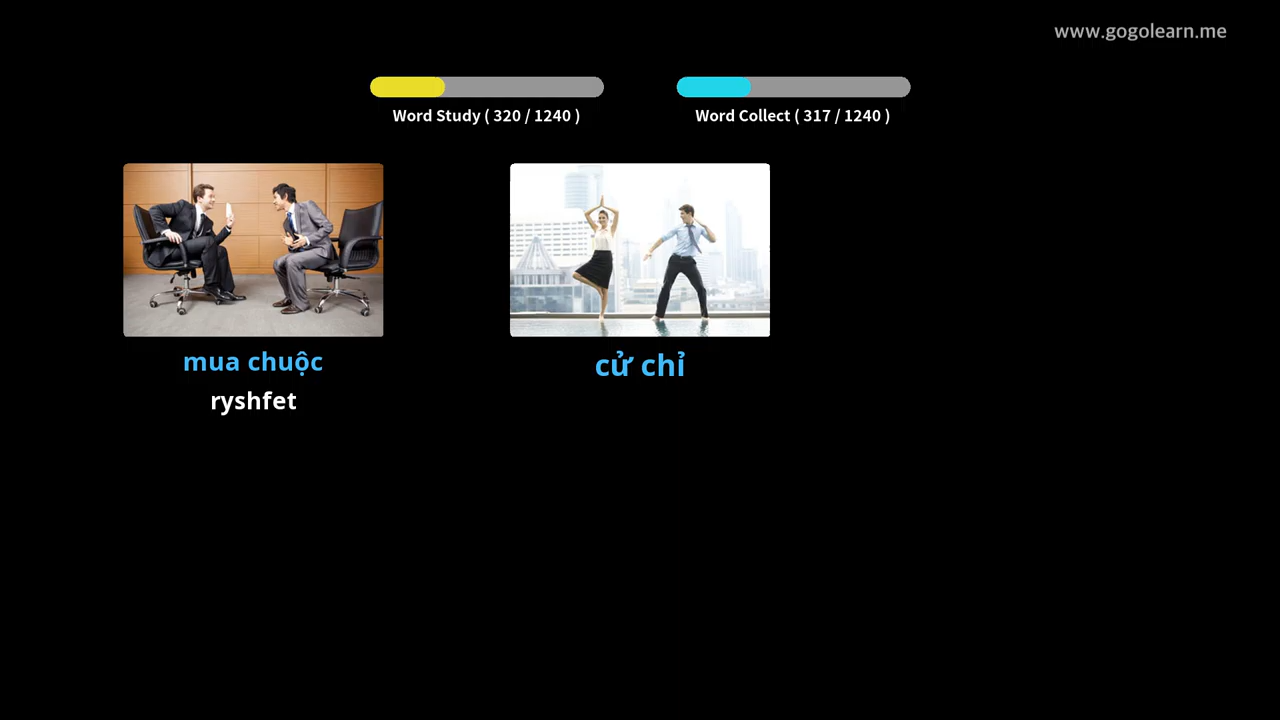 www.gogolearn.me
Word Study ( 320 / 1240 )
Word Collect ( 317 / 1240 )
mua chuộc
ryshfet
cử chỉ